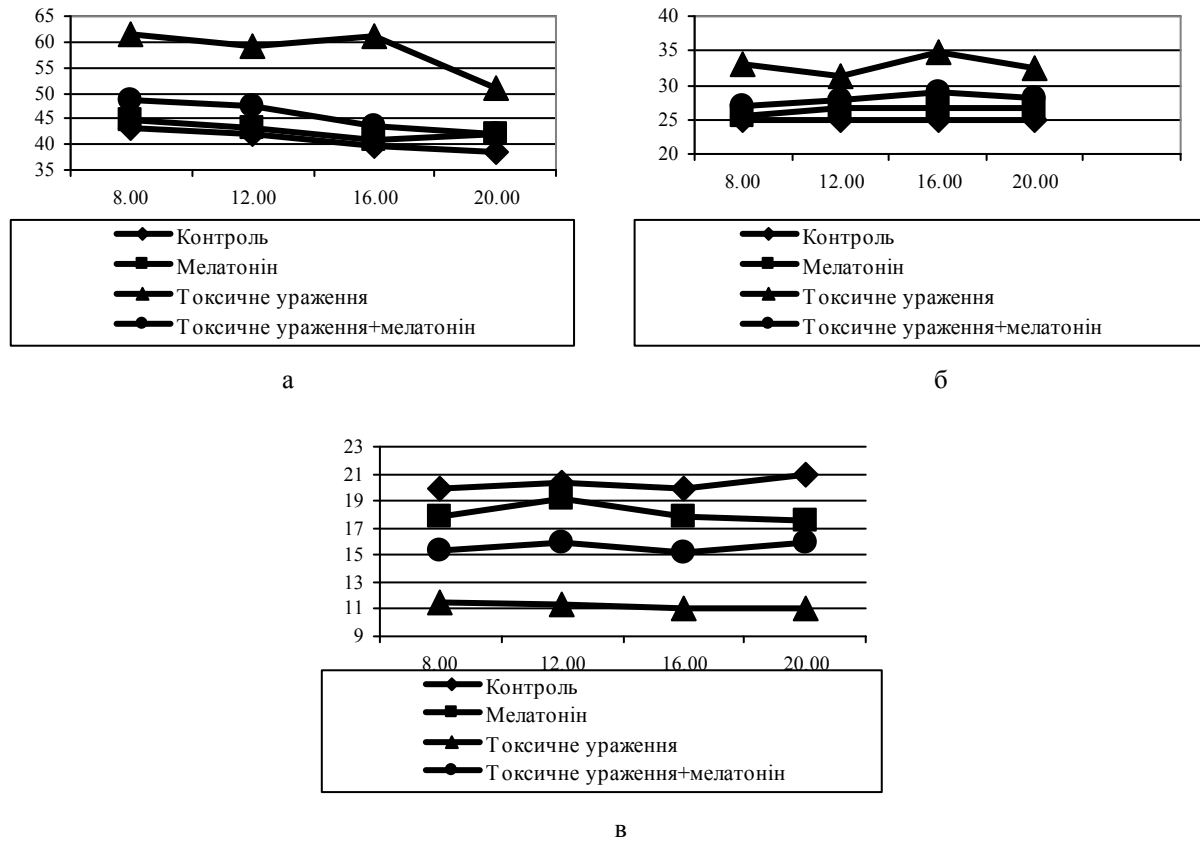 65
60
55
50
45
40
35
8.00 12.00 16.00 20.00
Контроль
Мелатонін
Токсичне ураження
Токсичне ураження+мелатонін
а
40
35
30
25
20
8.00 12.00 16.00 20.00
Контроль
Мелатонін
Токсичне ураження
Токсичне ураження+мелатонін
б
23
21
19
17
15
13
11
9
8.00 12.00 16.00 20.00
Контроль
Мелатонін
Токсичне ураження
Токсичне ураження+мелатонін
в